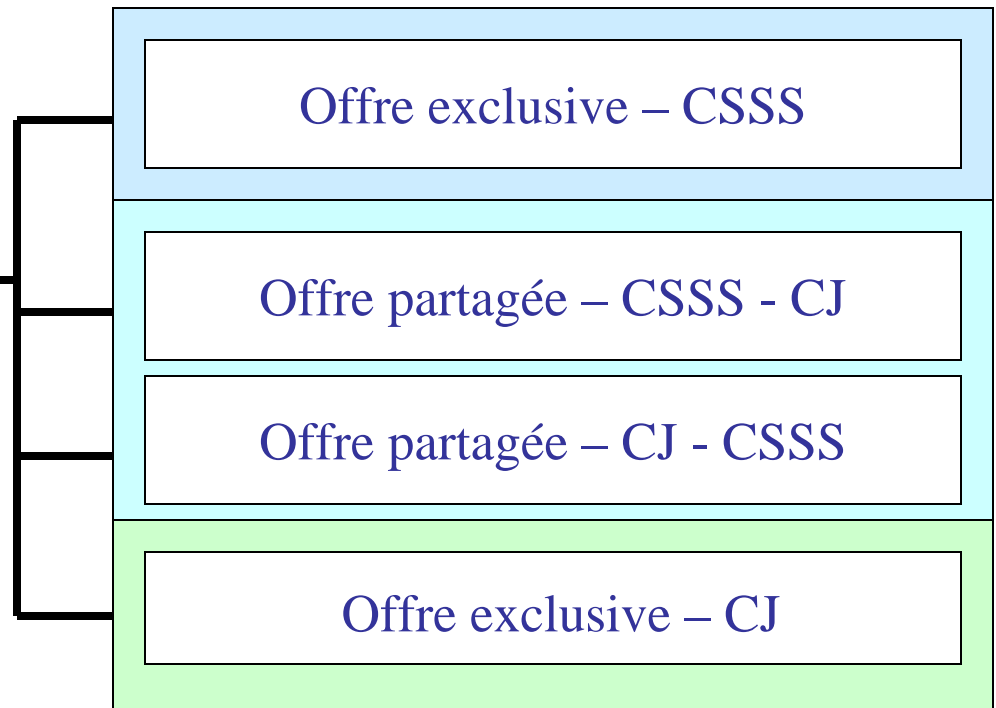 Offre exclusive – CSSS
Offre partagée – CSSS - CJ
Offre partagée – CJ - CSSS
Offre exclusive – CJ